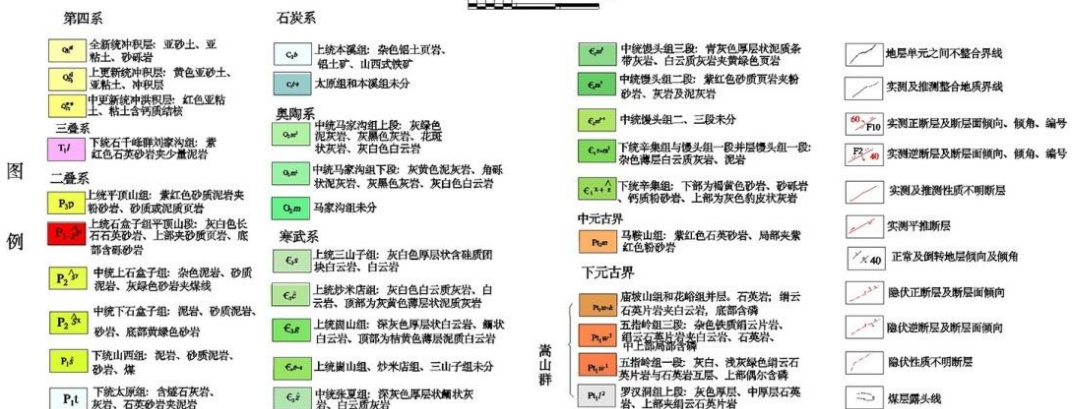 图
例
第四系
全新统冲积层：亚砂土、亚
粘土、砂砾岩
上更新统冲积层：黄色亚砂土、
亚粘土、冲积层
中更新统冲洪积层：红色亚粘
土、粘土含钙质结核
三叠系
T₁l
下统石千峰群刘家沟组：紫
红色石英砂岩夹少量泥岩
二叠系
P₃p
上统平顶山组：紫红色砂质泥岩夹
粉砂岩、砂质或泥质页岩
上统石盒子组平顶山段：灰白色长
石石英砂岩、上部夹砂质页岩、底
部含砾砂岩
中统上石盒子组：杂色泥岩、砂质
泥岩、灰绿色砂岩夹煤线
中统下石盒子组：泥岩、砂质泥岩、
砂岩、底部黄绿色砂岩
P₁s
下统山西组：泥岩、砂质泥岩、
砂岩、煤
P₁t
下统太原组：含燧石灰岩、
灰岩、石英砂岩夹泥岩
石炭系
C₂b
上统本溪组：杂色铝土页岩、
铝土矿、山西式铁矿
太原组和本溪组未分
奥陶系
中统马家沟组上段：灰绿色
泥灰岩、灰黑色灰岩、花斑
状灰岩、灰白色白云岩
中统马家沟组下段：灰黄色泥灰岩、角砾
状泥灰岩、灰黑灰岩、灰白色白云岩
O₂m
马家沟组未分
寒武系
上统三山子组：灰白色厚层状含硅质团
块白云岩、白云岩
上统炒米店组：灰白色白云质灰岩、白
云岩、顶部为灰黄色薄层状泥质灰岩
上统崮山组：深灰色厚层状白云岩、鲕状
白云岩、顶部为桔黄色薄层泥质白云岩
上统崮山组、炒米店组、三山子组未分
中统张夏组：深灰色厚层状鲕状灰
岩、白云质灰岩
中统馒头组三段：青灰色厚层状泥质条
带灰岩、白云质灰岩夹黄绿色页岩
中统馒头组二段：紫红色砂质页岩夹粉
砂岩、灰岩及泥灰岩
中统馒头组二、三段未分
下统辛集组与馒头组一段并层馒头组一段：
杂色薄层白云质灰岩、泥岩
下统辛集组：下部为褐黄色砂岩、砂砾岩
、钙质粉砂岩、上部为灰色豹皮状灰岩
中元古界
马鞍山组：紫红色石英砂岩、局部夹紫
红色粉砂岩
下元古界
嵩山群
庙坡山组和花峪组并层。石英岩；绢云
石英片岩夹白云岩，底部含磷
五指岭组三段：杂色铁质绢云片岩、
绢云石英片岩夹白云岩、石英岩、
中上部局部含磷
五指岭组一段：灰白、浅灰绿色绢云石
英片岩与石英岩互层、上部偶尔含磷
罗汉洞组上段：灰色厚层、中厚层石英
岩、上部夹绢云石英片岩
地层单元之间不整合界线
实测及推测整合地质界线
60 F10
实测正断层及断层面倾向、倾角、编号
F2 40
实测逆断层及断层面倾向、倾角、编号
实测及推测性质不明断层
实测平推断层
40
正常及倒转地层倾向及倾角
隐伏正断层及断层面倾向
隐伏逆断层及断层面倾向
隐伏性质不明断层
煤层露头线